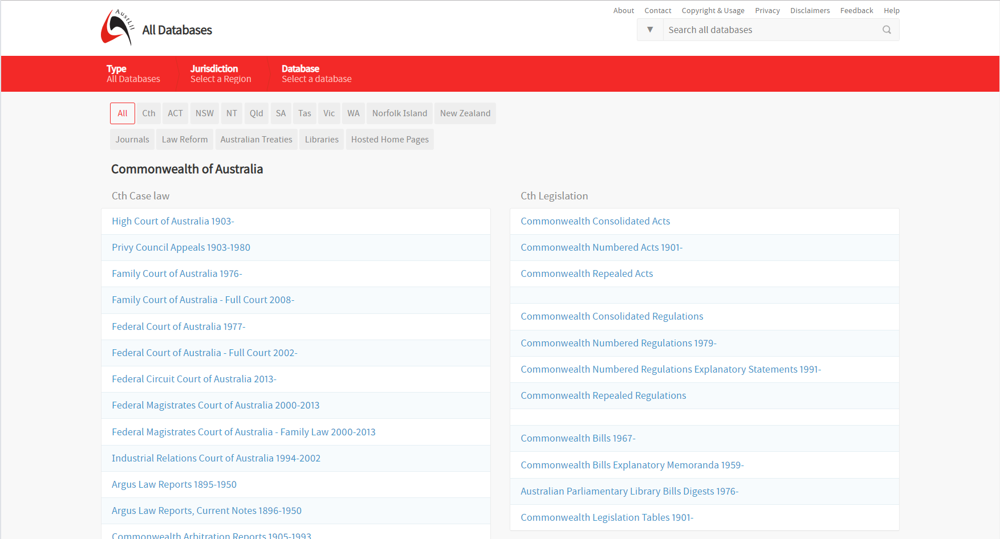 About Contact Copyright & Usage Privacy Disclaimers Feedback Help
AustLII
All Databases
▼ Search all databases
Type Jurisdiction Database
All Databases Select a Region Select a database
All Cth ACT NSW NT Qld SA Tas Vic WA Norfolk Island New Zealand
Journals Law Reform Australian Treaties Libraries Hosted Home Pages
Commonwealth of Australia
Cth Case law
High Court of Australia 1903-
Privy Council Appeals 1903-1980
Family Court of Australia 1976-
Family Court of Australia - Full Court 2008-
Federal Court of Australia 1977-
Federal Court of Australia - Full Court 2002-
Federal Circuit Court of Australia 2013-
Federal Magistrates Court of Australia 2000-2013
Federal Magistrates Court of Australia - Family Law 2000-2013
Industrial Relations Court of Australia 1994-2002
Argus Law Reports 1895-1950
Argus Law Reports, Current Notes 1896-1950
Commonwealth Arbitration Reports 1905-1993
Cth Legislation
Commonwealth Consolidated Acts
Commonwealth Numbered Acts 1901-
Commonwealth Repealed Acts
Commonwealth Consolidated Regulations
Commonwealth Numbered Regulations 1979-
Commonwealth Numbered Regulations Explanatory Statements 1991-
Commonwealth Repealed Regulations
Commonwealth Bills 1967-
Commonwealth Bills Explanatory Memoranda 1959-
Australian Parliamentary Library Bills Digests 1976-
Commonwealth Legislation Tables 1901-